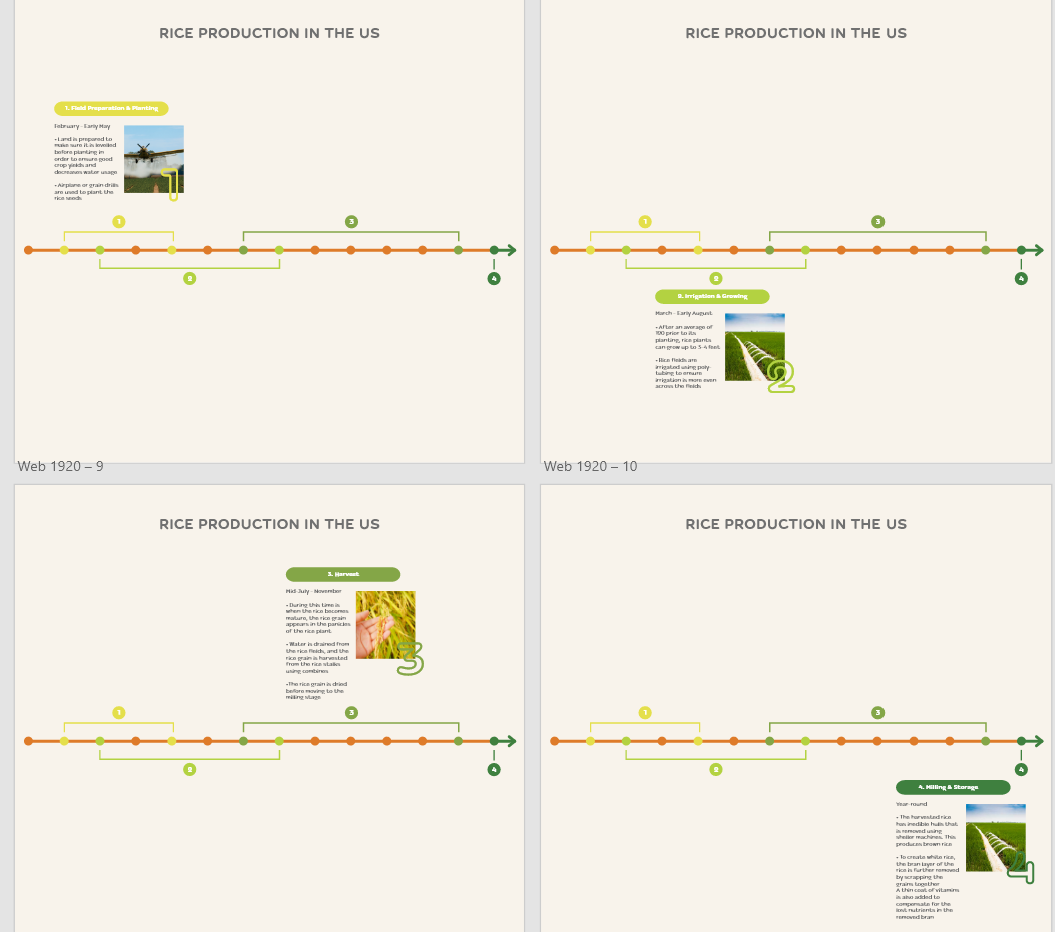 RICE PRODUCTION IN THE US
1. Field Preparation & Planting
February - Early May
• Land is prepared to
make sure it is levelled
before planting in
order to ensure good
crop yields and
decreases water usage
• Airplane or grain drills
are used to plant the
rice seeds
1
1
3
2
4
Web 1920 – 9
RICE PRODUCTION IN THE US
1
3
2
4
2. Irrigation & Growing
March - Early August
• After an average of
100 prior to its
planting, rice plants
can grow up to 3-4 feet
• Rice fields are
irrigated using poly-
tubing to ensure
irrigation is more even
across the fields
2
Web 1920 – 10
RICE PRODUCTION IN THE US
3. Harvest
Mid-July - November
• During this time is
when the rice becomes
mature, the rice grain
appears in the panicles
of the rice plant
• Water is drained from
the rice fields, and the
rice grain is harvested
from the rice stalks
using combines
•The rice grain is dried
before moving to the
milling stage
3
1
3
2
4
RICE PRODUCTION IN THE US
1
3
2
4
4. Milling & Storage
Year-round
• The harvested rice
has inedible hulls that
is removed using
sheller machines. This
produces brown rice
• To create white rice,
the bran layer of the
rice is further removed
by scrapping the
grains together
A thin coat of vitamins
is also added to
compensate for the
lost nutrients in the
removed bran
4